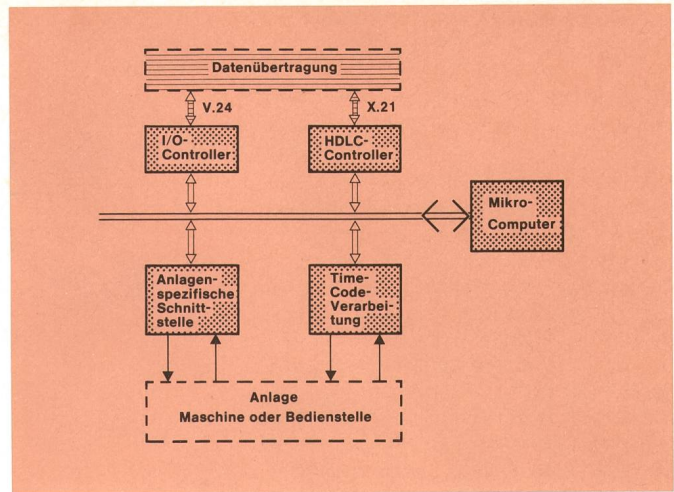 Datenübertragung
V.24
X.21
I/O-
Controller
HDLC-
Controller
Mikro-
Computer
Anlagen-
spezifische
Schnitt-
stelle
Time-
Code-
Verarbei-
tung
Anlage
Maschine oder Bedienstelle